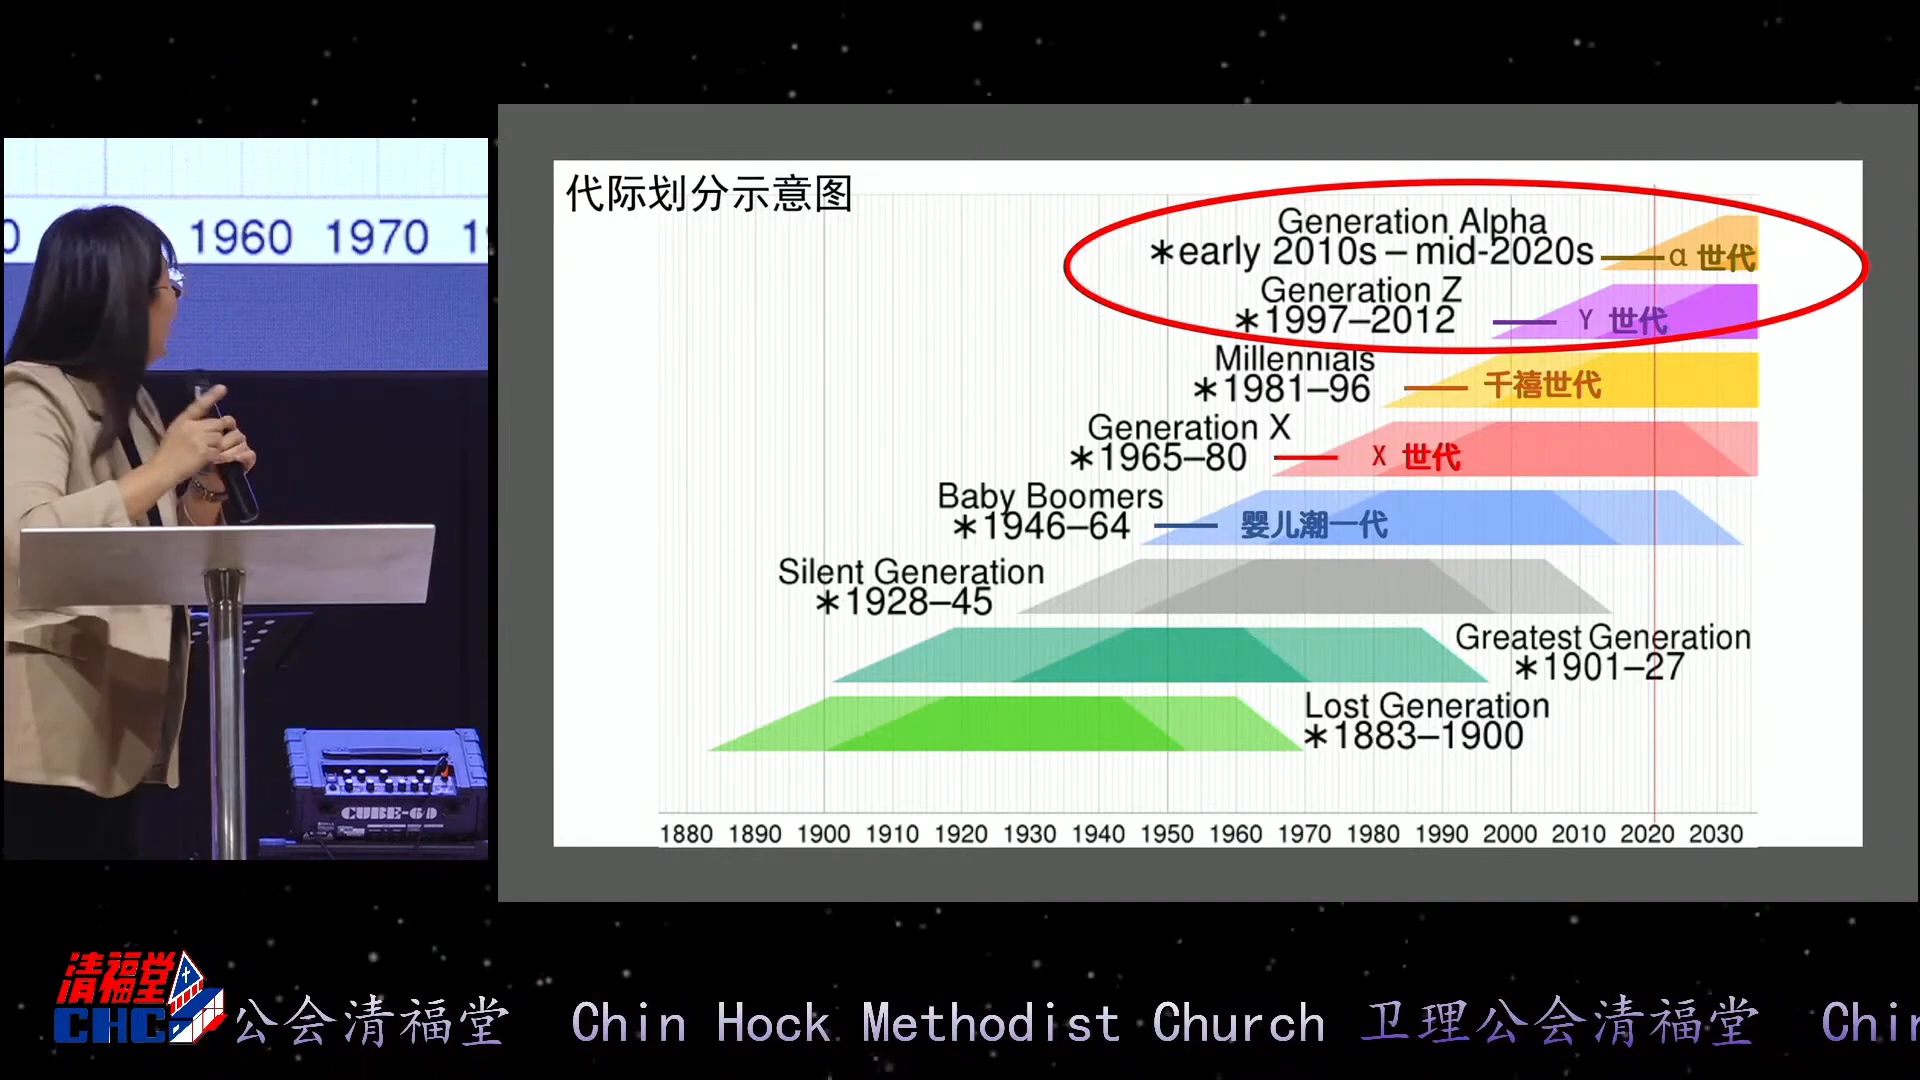 1960 1970
CUBE-60
代际划分示意图
Generation Alpha
∗early 2010s – mid-2020s
α 世代
Generation Z
∗1997–2012
Y 世代
Millennials
∗1981–96
千禧世代
Generation X
∗1965–80
X 世代
Baby Boomers
∗1946–64
婴儿潮一代
Silent Generation
∗1928–45
Greatest Generation
∗1901–27
Lost Generation
∗1883–1900
1880 1890 1900 1910 1920 1930 1940 1950 1960 1970 1980 1990 2000 2010 2020 2030
清福堂
CHC
公会清福堂 Chin Hock Methodist Church 卫理公会清福堂 Chin